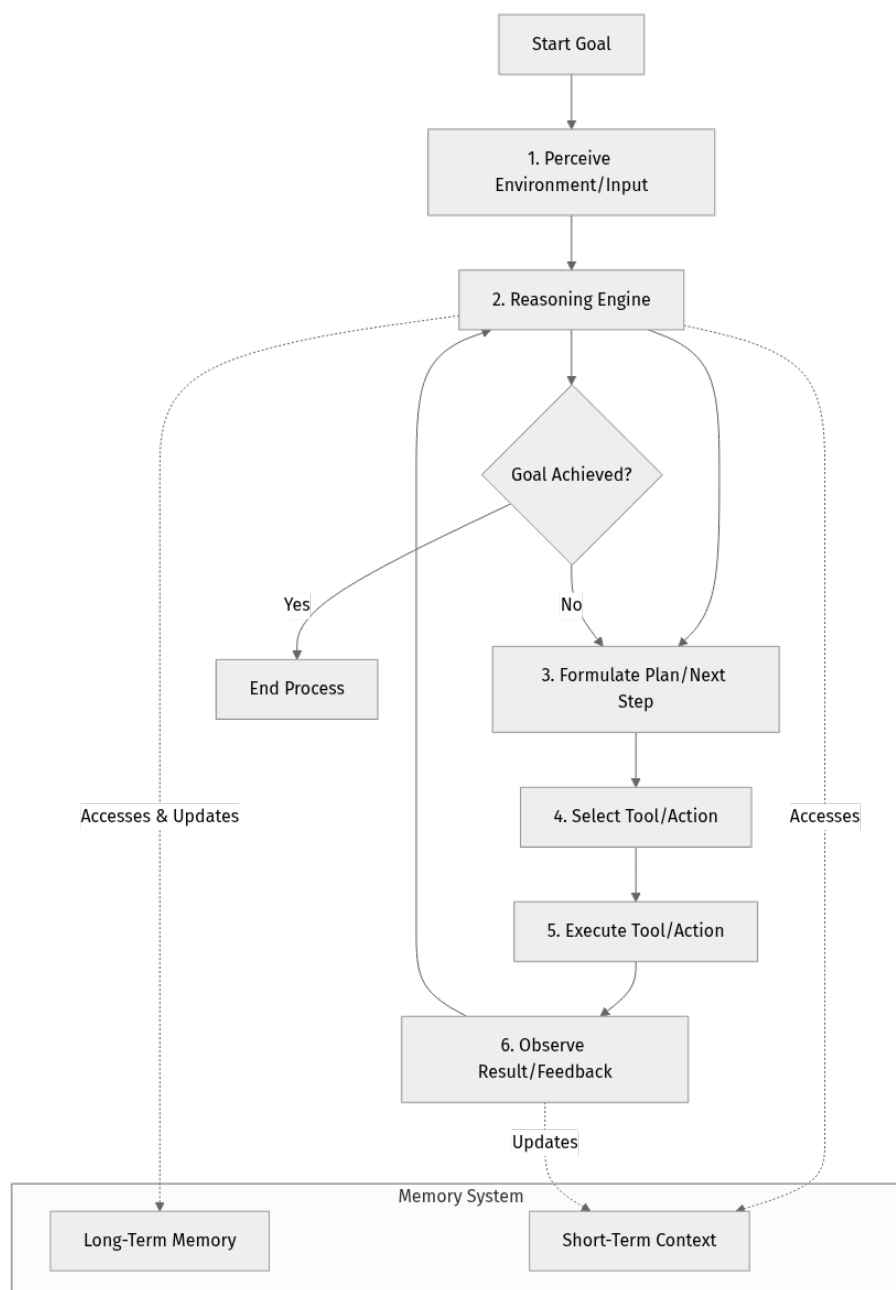 Start Goal
1. Perceive
Environment/Input
2. Reasoning Engine
Goal Achieved?
Yes
No
End Process
3. Formulate Plan/Next
Step
Accesses & Updates
4. Select Tool/Action
Accesses
5. Execute Tool/Action
6. Observe
Result/Feedback
Updates
Memory System
Long-Term Memory
Short-Term Context